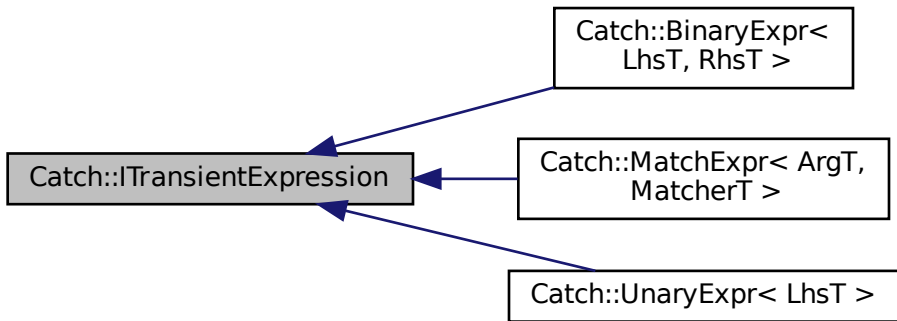 Catch::BinaryExpr<
LhsT, RhsT >
Catch::ITransientExpression
Catch::MatchExpr< ArgT,
MatcherT >
Catch::UnaryExpr< LhsT >